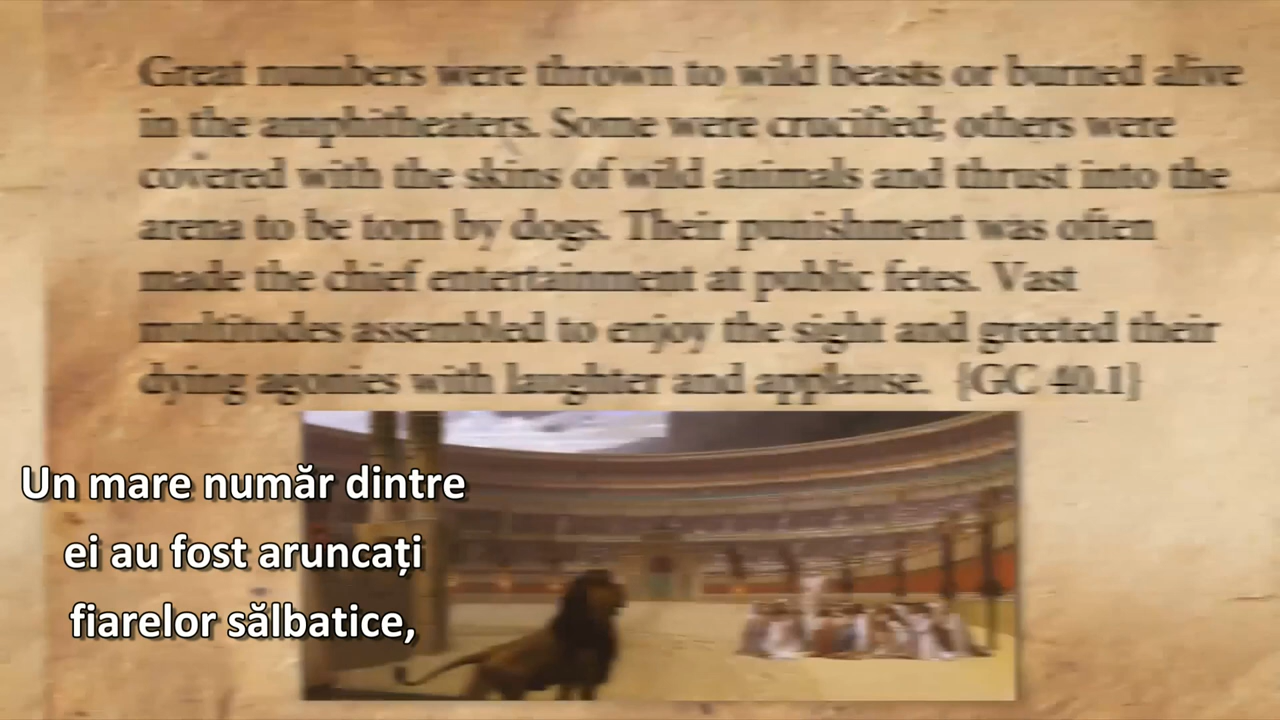 Great numbers were thrown to wild beasts or burned alive
in the amphitheaters. Some were crucified; others were
covered with the skins of wild animals and thrust into the
arena to be torn by dogs. Their punishment was often
made the chief entertainment at public fetes. Vast
multitudes assembled to enjoy the sight and greeted their
dying agonies with laughter and applause. {GC 40.1}
Un mare număr dintre
ei au fost aruncați
fiarelor sălbatice,